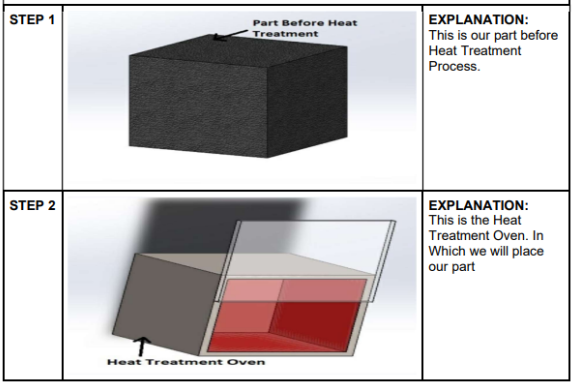 STEP 1
Part Before Heat
Treatment
EXPLANATION:
This is our part before
Heat Treatment
Process.
STEP 2
Heat Treatment Oven
EXPLANATION:
This is the Heat
Treatment Oven. In
Which we will place
our part